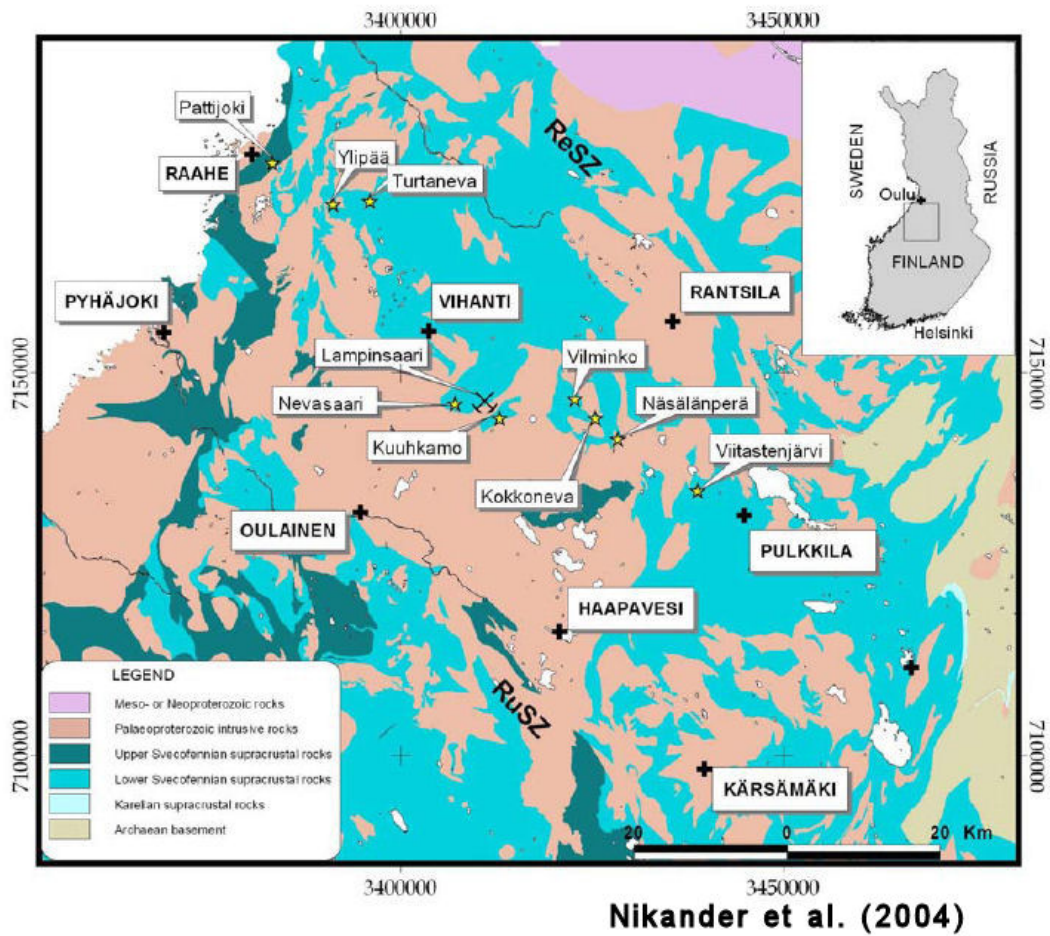 3400000
3450000
Pattijoki
RAAHE
Ylipää
Turtaneva
ReSZ
SWEDEN
RUSSIA
Oulu
FINLAND
Helsinki
PYHÄJOKI
VIHANTI
RANTSILA
Lampinsaari
Vilminko
7150000
7150000
Nevasaari
Näsälänperä
Kuuhkamo
Viitastenjärvi
Kokkoneva
OULAINEN
PULKKILA
HAAPAVESI
RuSZ
LEGEND
Meso- or Neoproterozoic rocks
Palaeoproterozoic intrusive rocks
Upper Svecofennian supracrustal rocks
Lower Svecofennian supracrustal rocks
Karelian supracrustal rocks
Archaean basement
7100000
7100000
KÄRSÄMÄKI
20 0 20 Km
3400000
3450000
Nikander et al. (2004)